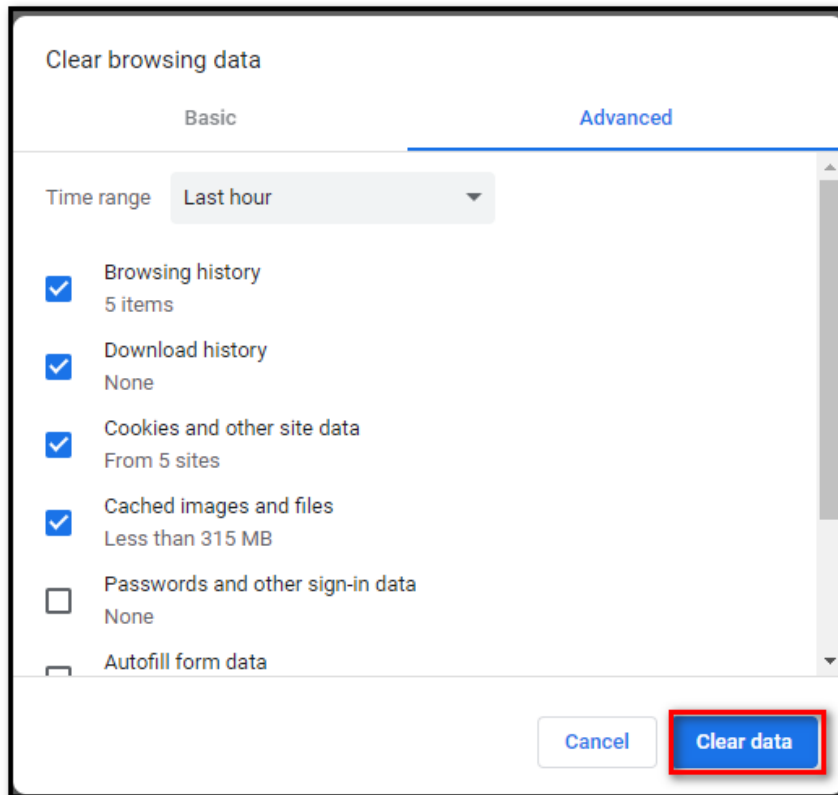 Clear browsing data
Basic Advanced
Time range Last hour
Browsing history
5 items
Download history
None
Cookies and other site data
From 5 sites
Cached images and files
Less than 315 MB
Passwords and other sign-in data
None
Autofill form data
Cancel Clear data